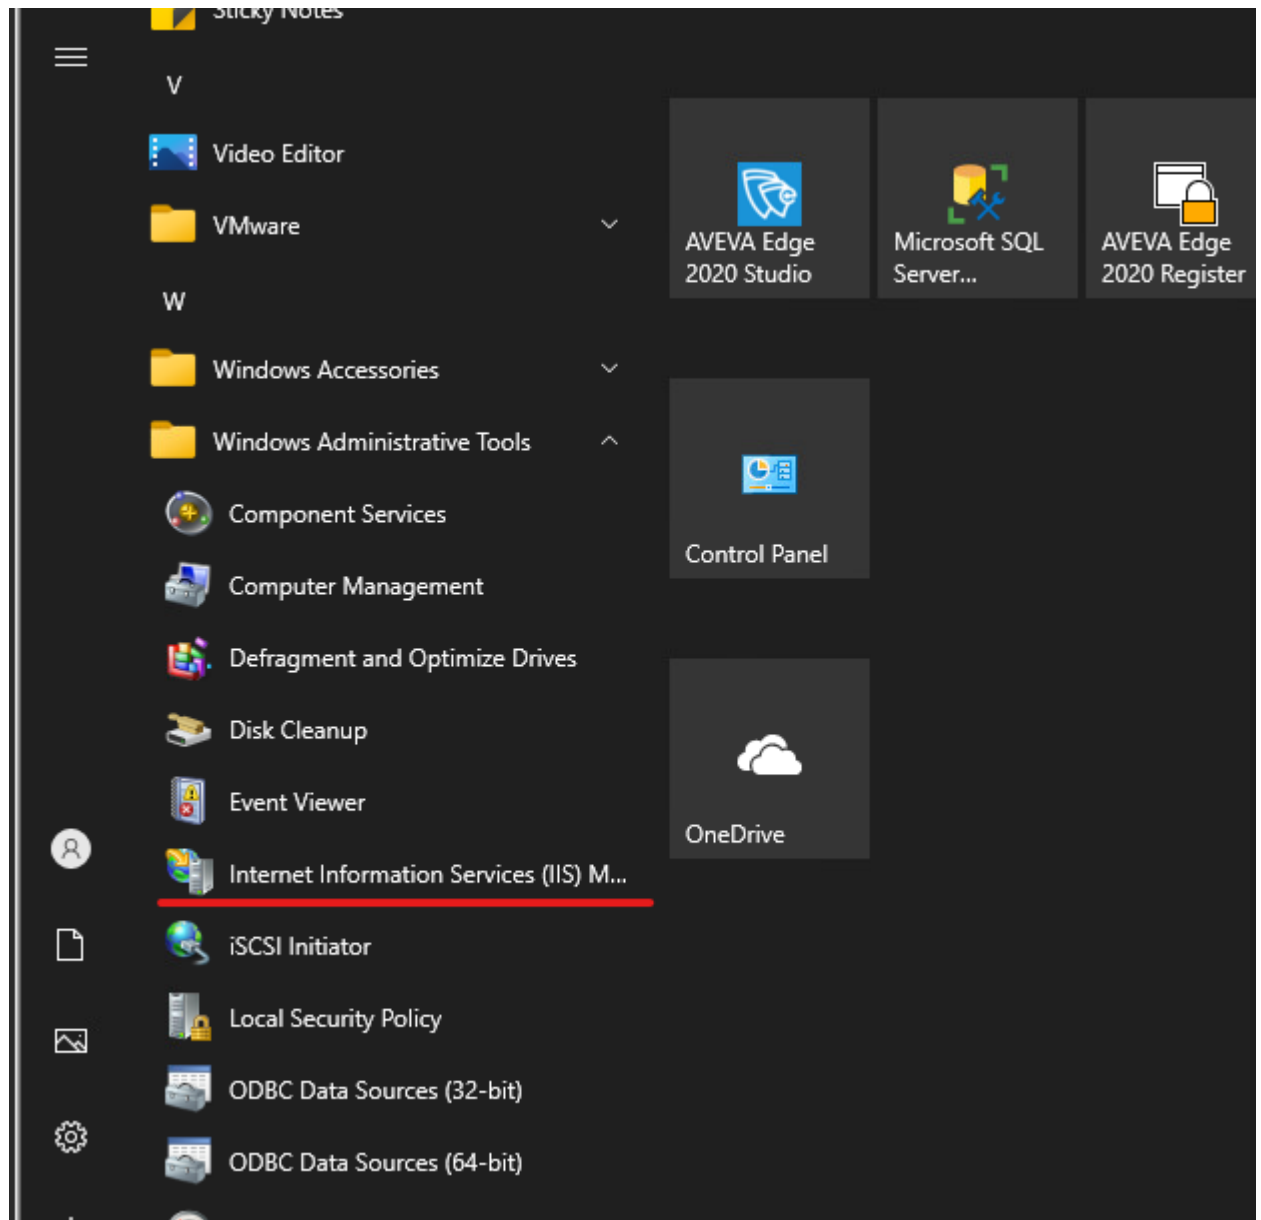 Sticky Notes
V
Video Editor
VMware
W
Windows Accessories
Windows Administrative Tools
Component Services
Computer Management
Defragment and Optimize Drives
Disk Cleanup
Event Viewer
Internet Information Services (IIS) M...
iSCSI Initiator
Local Security Policy
ODBC Data Sources (32-bit)
ODBC Data Sources (64-bit)
AVEVA Edge
2020 Studio
Microsoft SQL
Server...
AVEVA Edge
2020 Register
Control Panel
OneDrive